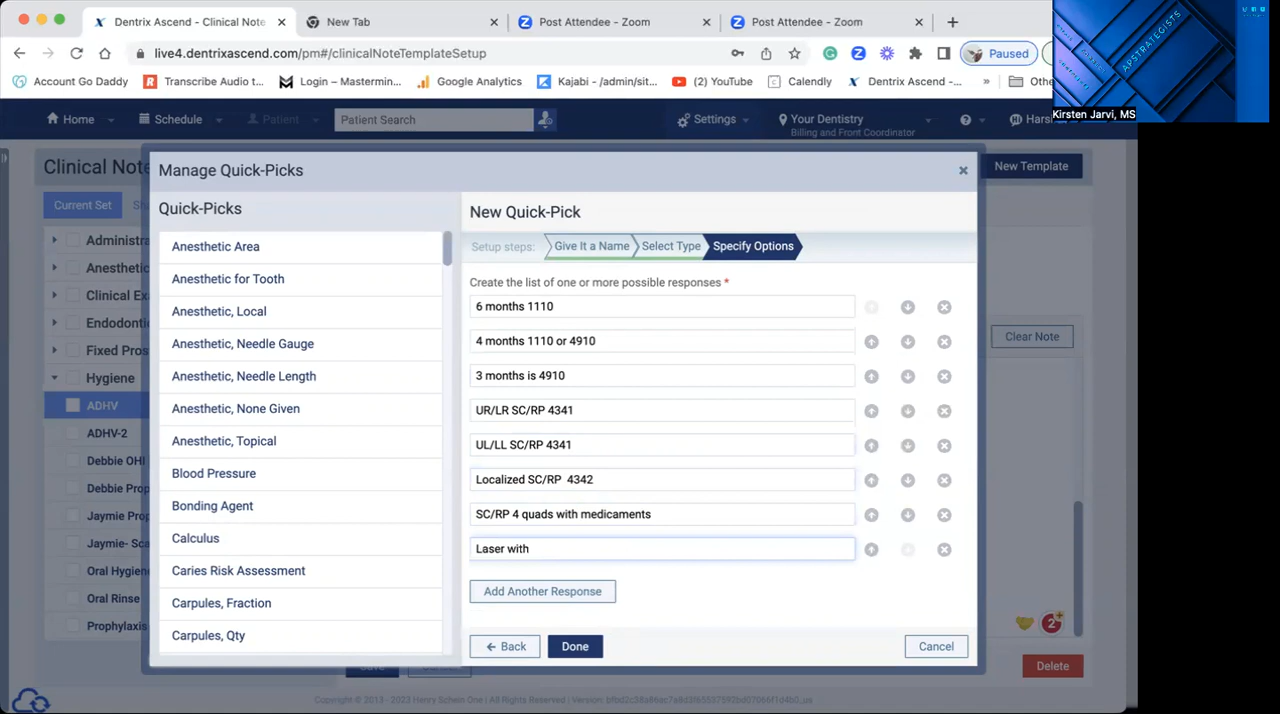 Dentrix Ascend - Clinical Note
New Tab
Post Attendee - Zoom
Post Attendee - Zoom
live4.dentrixascend.com/pm#/clinicalNoteTemplateSetup
Paused
Account Go Daddy
Transcribe Audio t...
Login – Mastermin...
Google Analytics
Kajabi - /admin/sit...
(2) YouTube
Calendly
Dentrix Ascend -...
»
APSTRATEGISTS
Kirsten Jarvi, MS
Home
Schedule
Patient
Patient Search
Settings
Your Dentistry
Billing and Front Coordinator
Clinical Note
New Template
Current Set
Manage Quick-Picks
Quick-Picks
Anesthetic Area
Anesthetic for Tooth
Anesthetic, Local
Anesthetic, Needle Gauge
Anesthetic, Needle Length
Anesthetic, None Given
Anesthetic, Topical
Blood Pressure
Bonding Agent
Calculus
Caries Risk Assessment
Carpules, Fraction
Carpules, Qty
New Quick-Pick
Setup steps:
Give It a Name
Select Type
Specify Options
Create the list of one or more possible responses *
6 months 1110
4 months 1110 or 4910
3 months is 4910
UR/LR SC/RP 4341
UL/LL SC/RP 4341
Localized SC/RP  4342
SC/RP 4 quads with medicaments
Laser with
Add Another Response
Back
Done
Cancel
Administra
Anesthetic
Clinical Ex
Endodonti
Fixed Pros
Hygiene
ADHV
ADHV-2
Debbie OHI
Debbie Prop
Jaymie Prop
Jaymie- Sca
Oral Hygiene
Oral Rinse
Prophylaxis
Clear Note
2+
Delete